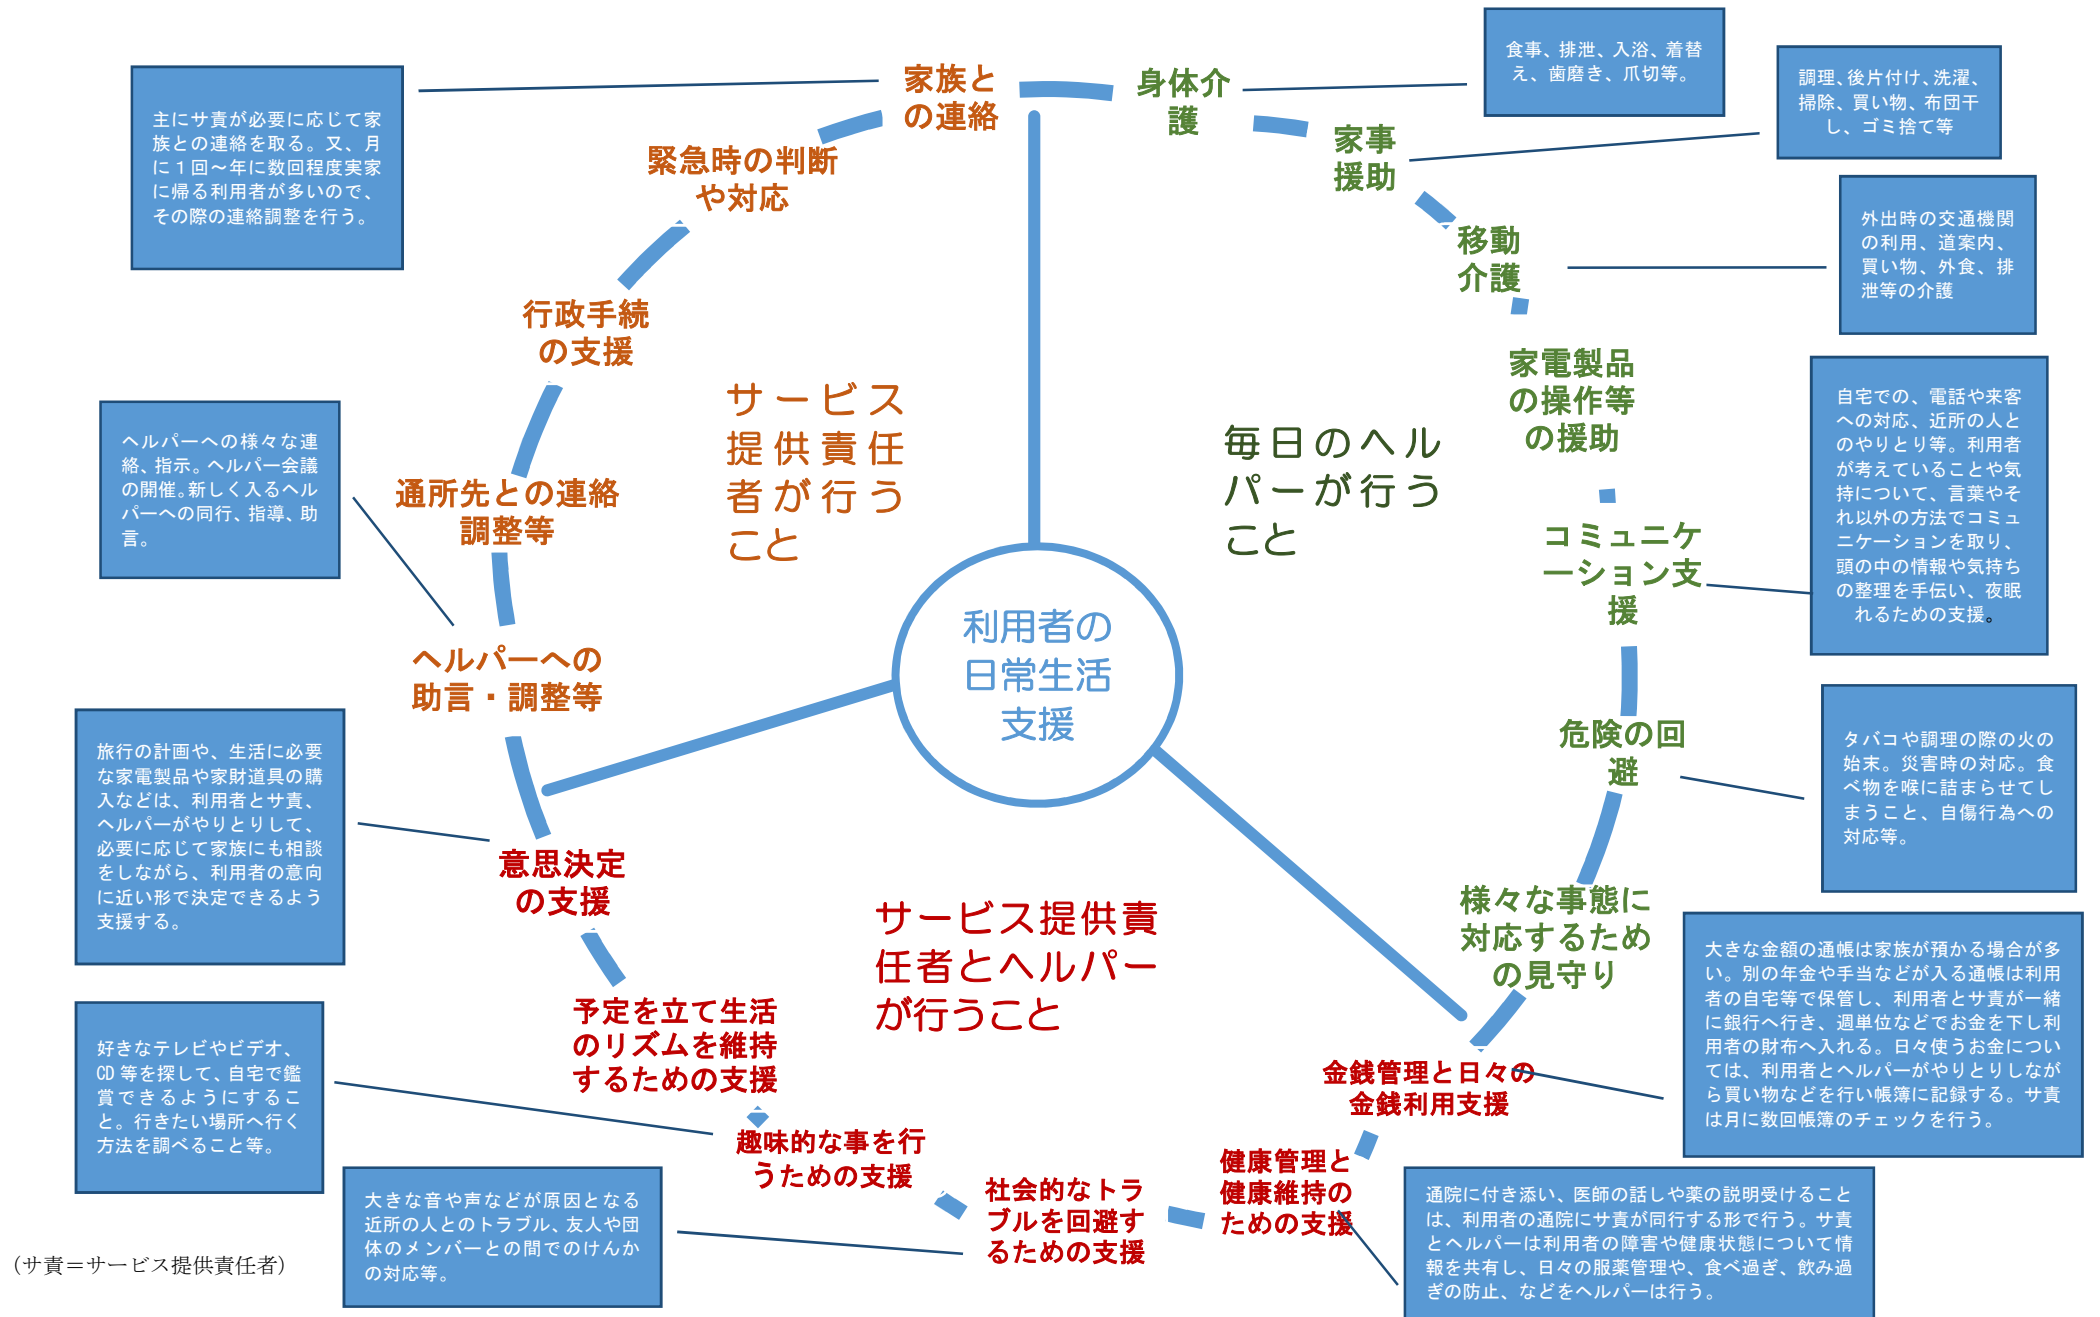 家族と
の連絡
身体介
護
食事、排泄、入浴、着替
え、歯磨き、爪切等。
家事
援助
調理、後片付け、洗濯、
掃除、買い物、布団干
し、ゴミ捨て等
移動
介護
外出時の交通機関
の利用、道案内、
買い物、外食、排
泄等の介護
家電製品
の操作等
の援助
コミュニケ
ーション支
援
自宅での、電話や来客
への対応、近所の人と
のやりとり等。利用者
が考えていることや気
持について、言葉やそ
れ以外の方法でコミュ
ニケーションを取り、
頭の中の情報や気持ち
の整理を手伝い、夜眠
れるための支援。
危険の回
避
タバコや調理の際の火の
始末。災害時の対応。食
べ物を喉に詰まらせてし
まうこと、自傷行為への
対応等。
様々な事態に
対応するため
の見守り
毎日のヘル
パーが行う
こと
主にサ責が必要に応じて家
族との連絡を取る。又、月
に１回～年に数回程度実家
に帰る利用者が多いので、
その際の連絡調整を行う。
緊急時の判断
や対応
行政手続
の支援
通所先との連絡
調整等
ヘルパーへの様々な連
絡、指示。ヘルパー会議
の開催。新しく入るヘル
パーへの同行、指導、助
言。
ヘルパーへの
助言・調整等
サービス
提供責任
者が行う
こと
利用者の
日常生活
支援
旅行の計画や、生活に必要
な家電製品や家財道具の購
入などは、利用者とサ責、
ヘルパーがやりとりして、
必要に応じて家族にも相談
をしながら、利用者の意向
に近い形で決定できるよう
支援する。
意思決定
の支援
サービス提供責
任者とヘルパー
が行うこと
予定を立て生活
のリズムを維持
するための支援
好きなテレビやビデオ、
CD 等を探して、自宅で鑑
賞できるようにするこ
と。行きたい場所へ行く
方法を調べること等。
趣味的な事を行
うための支援
大きな音や声などが原因となる
近所の人とのトラブル、友人や団
体のメンバーとの間でのけんか
の対応等。
社会的なトラ
ブルを回避す
るための支援
健康管理と
健康維持の
ための支援
通院に付き添い、医師の話しや薬の説明受けること
は、利用者の通院にサ責が同行する形で行う。サ責
とヘルパーは利用者の障害や健康状態について情
報を共有し、日々の服薬管理や、食べ過ぎ、飲み過
ぎの防止、などをヘルパーは行う。
金銭管理と日々の
金銭利用支援
大きな金額の通帳は家族が預かる場合が多
い。別の年金や手当などが入る通帳は利用
者の自宅等で保管し、利用者とサ責が一緒
に銀行へ行き、週単位などでお金を下し利
用者の財布へ入れる。日々使うお金につい
ては、利用者とヘルパーがやりとりしなが
ら買い物などを行い帳簿に記録する。サ責
は月に数回帳簿のチェックを行う。
（サ責＝サービス提供責任者）